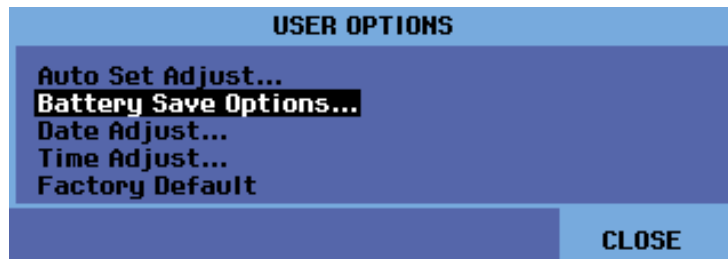 USER OPTIONS
Auto Set Adjust...
Battery Save Options...
Date Adjust...
Time Adjust...
Factory Default
CLOSE